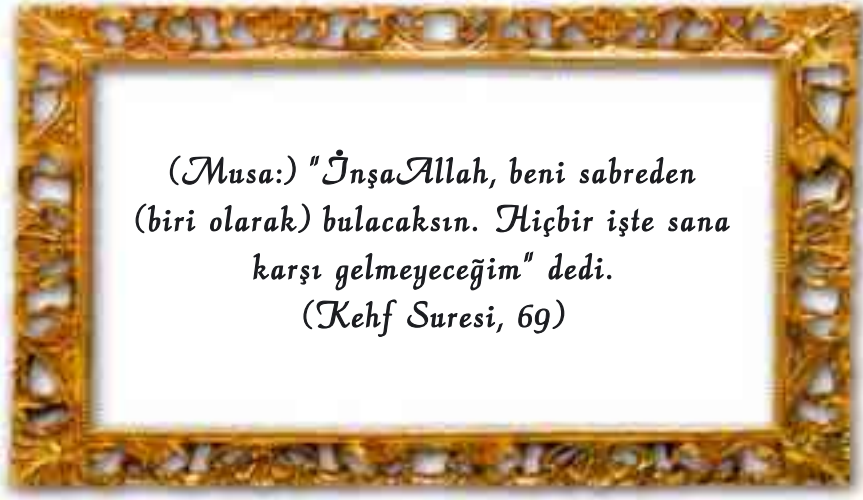 (Musa:) "İnşaAllah, beni sabreden
(biri olarak) bulacaksın. Hiçbir işte sana
karşı gelmeyeceğim" dedi.
(Kehf Suresi, 69)